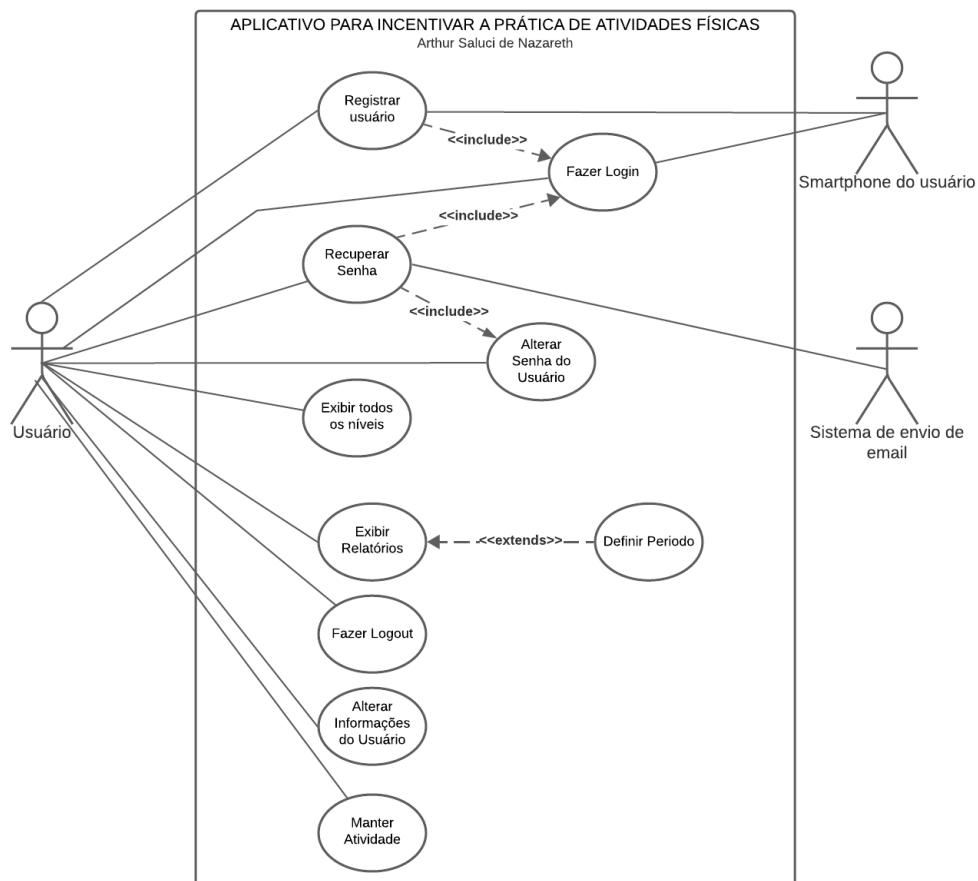 APLICATIVO PARA INCENTIVAR A PRÁTICA DE ATIVIDADES FÍSICAS
Arthur Saluci de Nazareth
Registrar
usuário
<<include>>
Fazer Login
Smartphone do usuário
<<include>>
Recuperar
Senha
<<include>>
Alterar
Senha do
Usuário
Exibir todos
os níveis
Usuário
Sistema de envio de
email
Exibir
Relatórios
<<extends>>
Definir Periodo
Fazer Logout
Alterar
Informações
do Usuário
Manter
Atividade